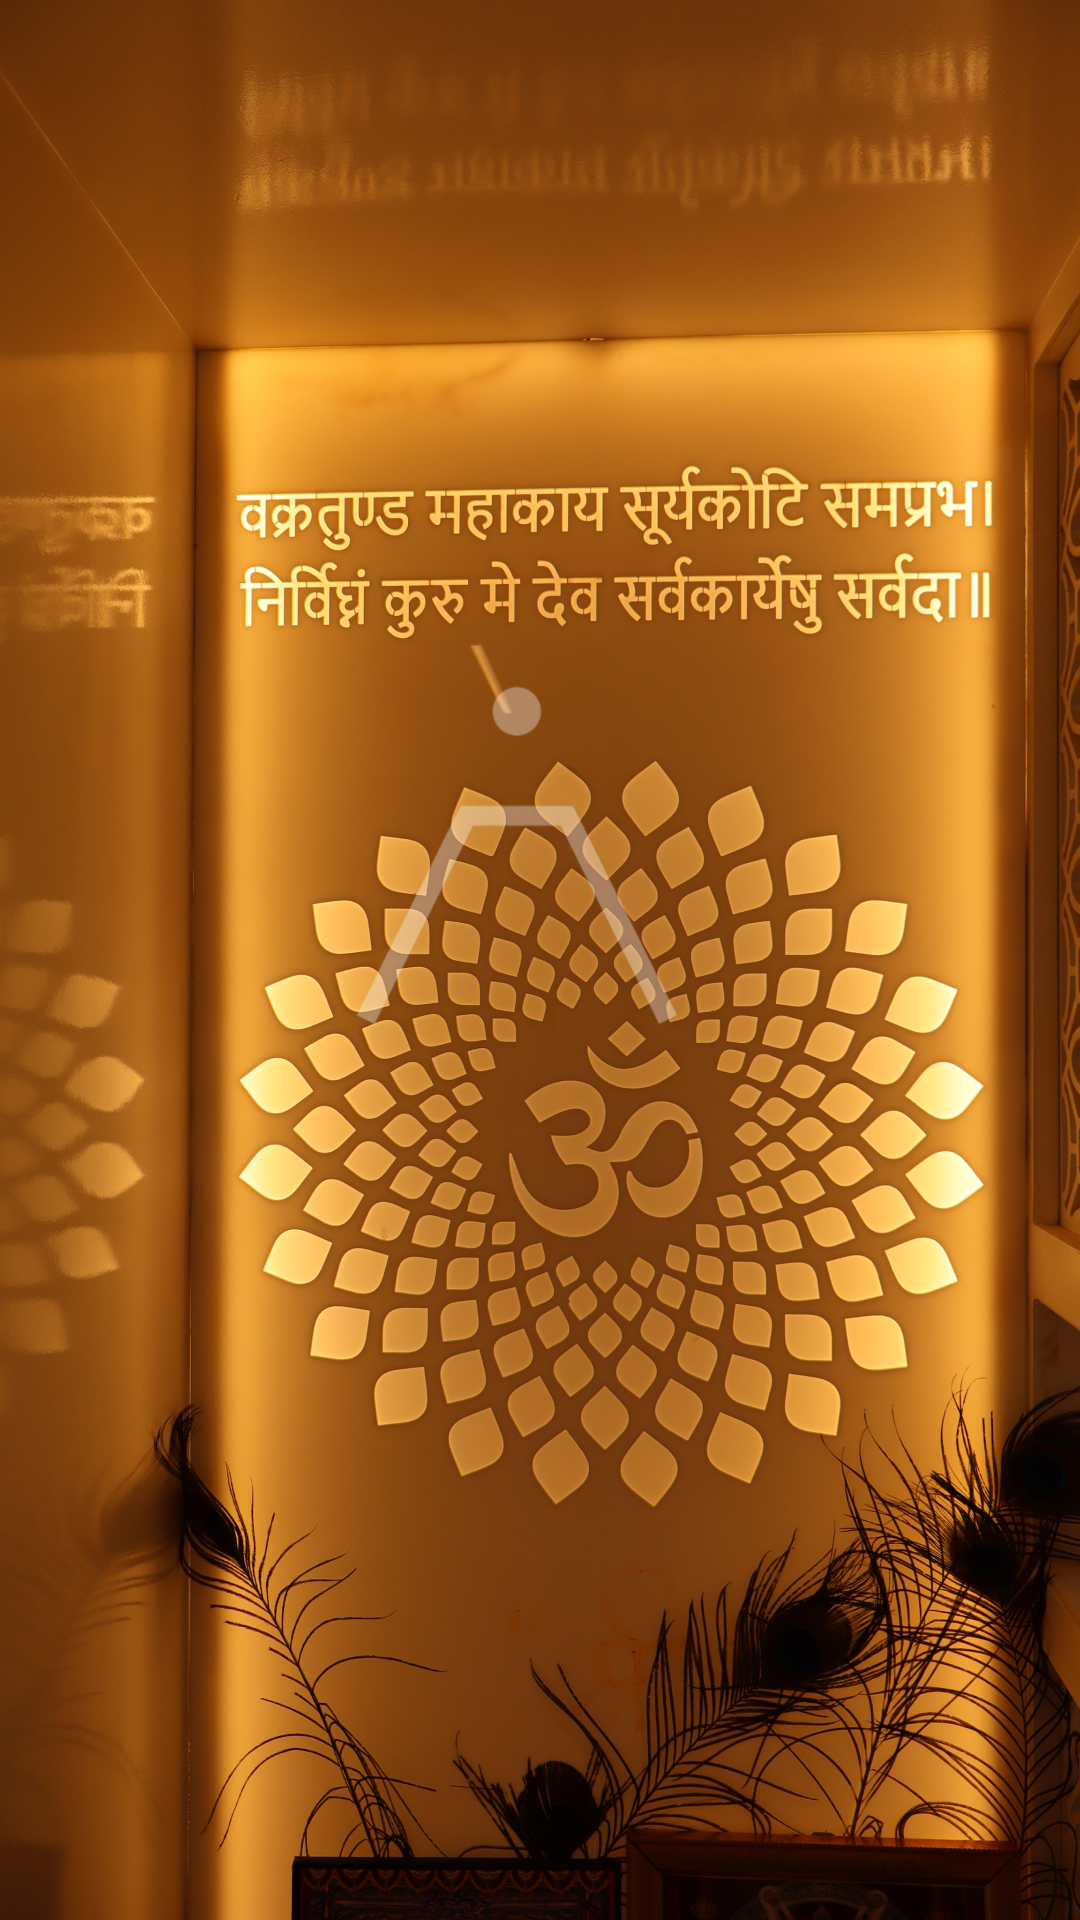 वक्रतुण्ड महाकाय सूर्यकोटि समप्रभ।
निर्विघ्नं कुरु मे देव सर्वकार्येषु सर्वदा॥
ॐ